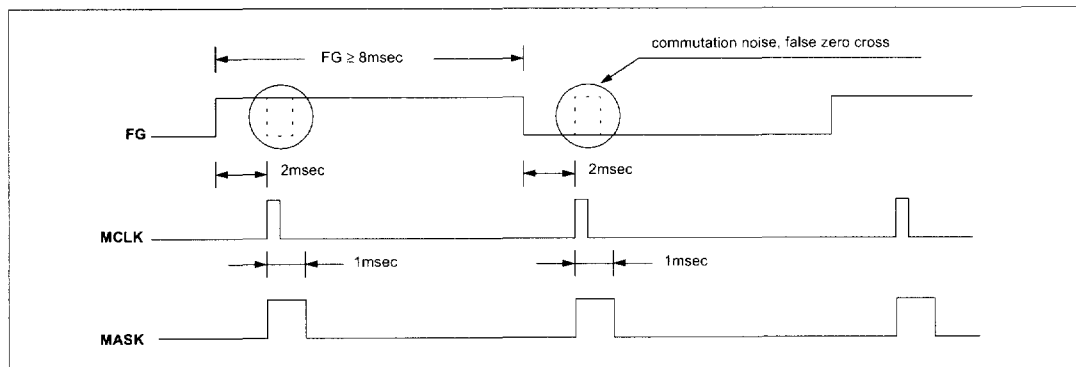 commutation noise, false zero cross
FG ≥ 8msec
FG
2msec
2msec
MCLK
1msec
1msec
MASK